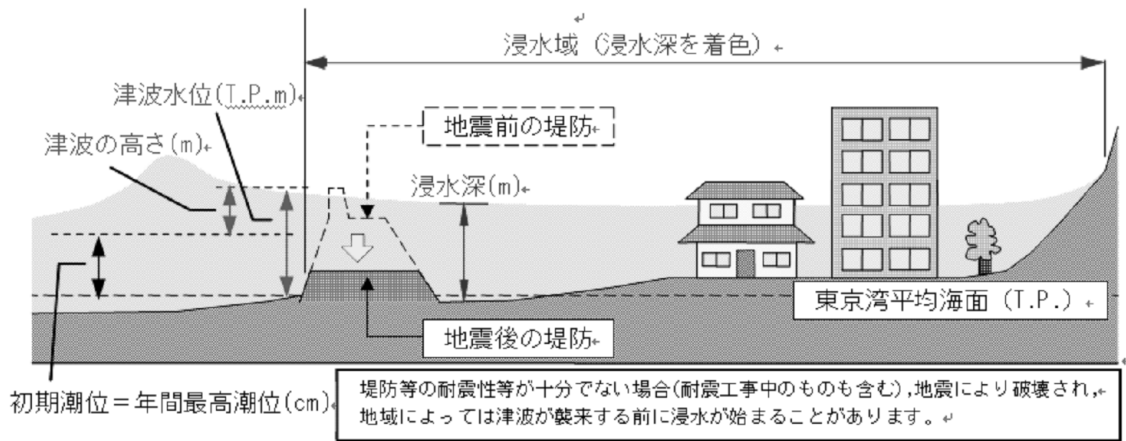 浸水域（浸水深を着色）
津波水位(T.P.m)
地震前の堤防
津波の高さ(m)
浸水深(m)
東京湾平均海面（T.P.）
地震後の堤防
初期潮位＝年間最高潮位(cm)
堤防等の耐震性等が十分でない場合(耐震工事中のものも含む),地震により破壊され,
地域によっては津波が襲来する前に浸水が始まることがあります。